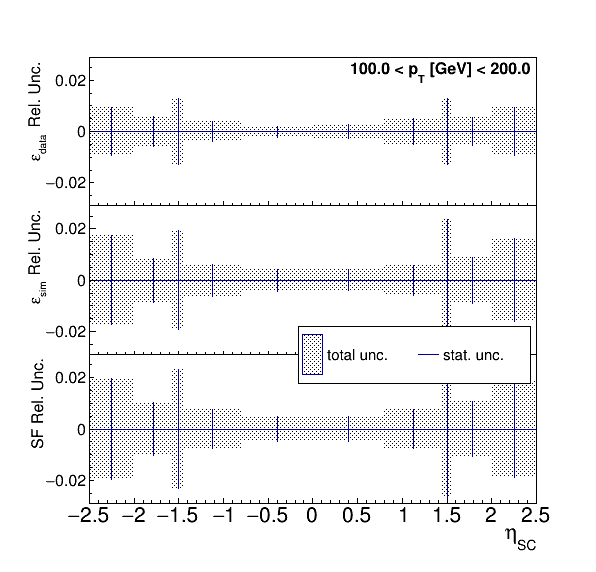 100.0 < p_T [GeV] < 200.0
ε_data Rel. Unc.
0.02
0
−0.02
ε_sim Rel. Unc.
0.02
0
−0.02
total unc. stat. unc.
SF Rel. Unc.
0.02
0
−0.02
−2.5 −2 −1.5 −1 −0.5 0 0.5 1 1.5 2 2.5
η_SC